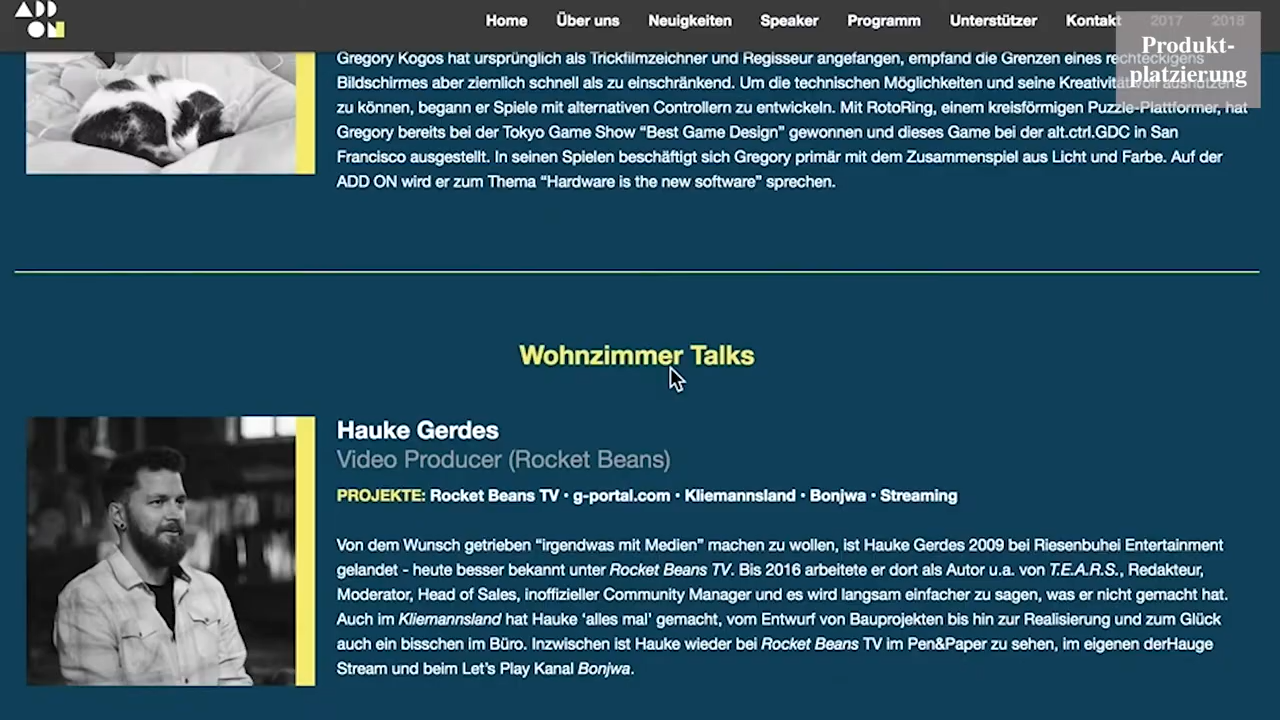 ADD
ON
Home Über uns Neuigkeiten Speaker Programm Unterstützer Kontakt 2017 2018
Produkt-
platzierung
Gregory Kogos hat ursprünglich als Trickfilmzeichner und Regisseur angefangen, empfand die Grenzen eines rechteckigens
Bildschirmes aber ziemlich schnell als zu einschränkend. Um die technischen Möglichkeiten und seine Kreativität voll ausnutzen
zu können, begann er Spiele mit alternativen Controllern zu entwickeln. Mit RotoRing, einem kreisförmigen Puzzle-Plattformer, hat
Gregory bereits bei der Tokyo Game Show “Best Game Design” gewonnen und dieses Game bei der alt.ctrl.GDC in San
Francisco ausgestellt. In seinen Spielen beschäftigt sich Gregory primär mit dem Zusammenspiel aus Licht und Farbe. Auf der
ADD ON wird er zum Thema “Hardware is the new software” sprechen.
Wohnzimmer Talks
Hauke Gerdes
Video Producer (Rocket Beans)
PROJEKTE: Rocket Beans TV • g-portal.com • Kliemannsland • Bonjwa • Streaming
Von dem Wunsch getrieben “irgendwas mit Medien” machen zu wollen, ist Hauke Gerdes 2009 bei Riesenbuhei Entertainment
gelandet - heute besser bekannt unter Rocket Beans TV. Bis 2016 arbeitete er dort als Autor u.a. von T.E.A.R.S., Redakteur,
Moderator, Head of Sales, inoffizieller Community Manager und es wird langsam einfacher zu sagen, was er nicht gemacht hat.
Auch im Kliemannsland hat Hauke ‘alles mal’ gemacht, vom Entwurf von Bauprojekten bis hin zur Realisierung und zum Glück
auch ein bisschen im Büro. Inzwischen ist Hauke wieder bei Rocket Beans TV im Pen&Paper zu sehen, im eigenen derHauge
Stream und beim Let’s Play Kanal Bonjwa.